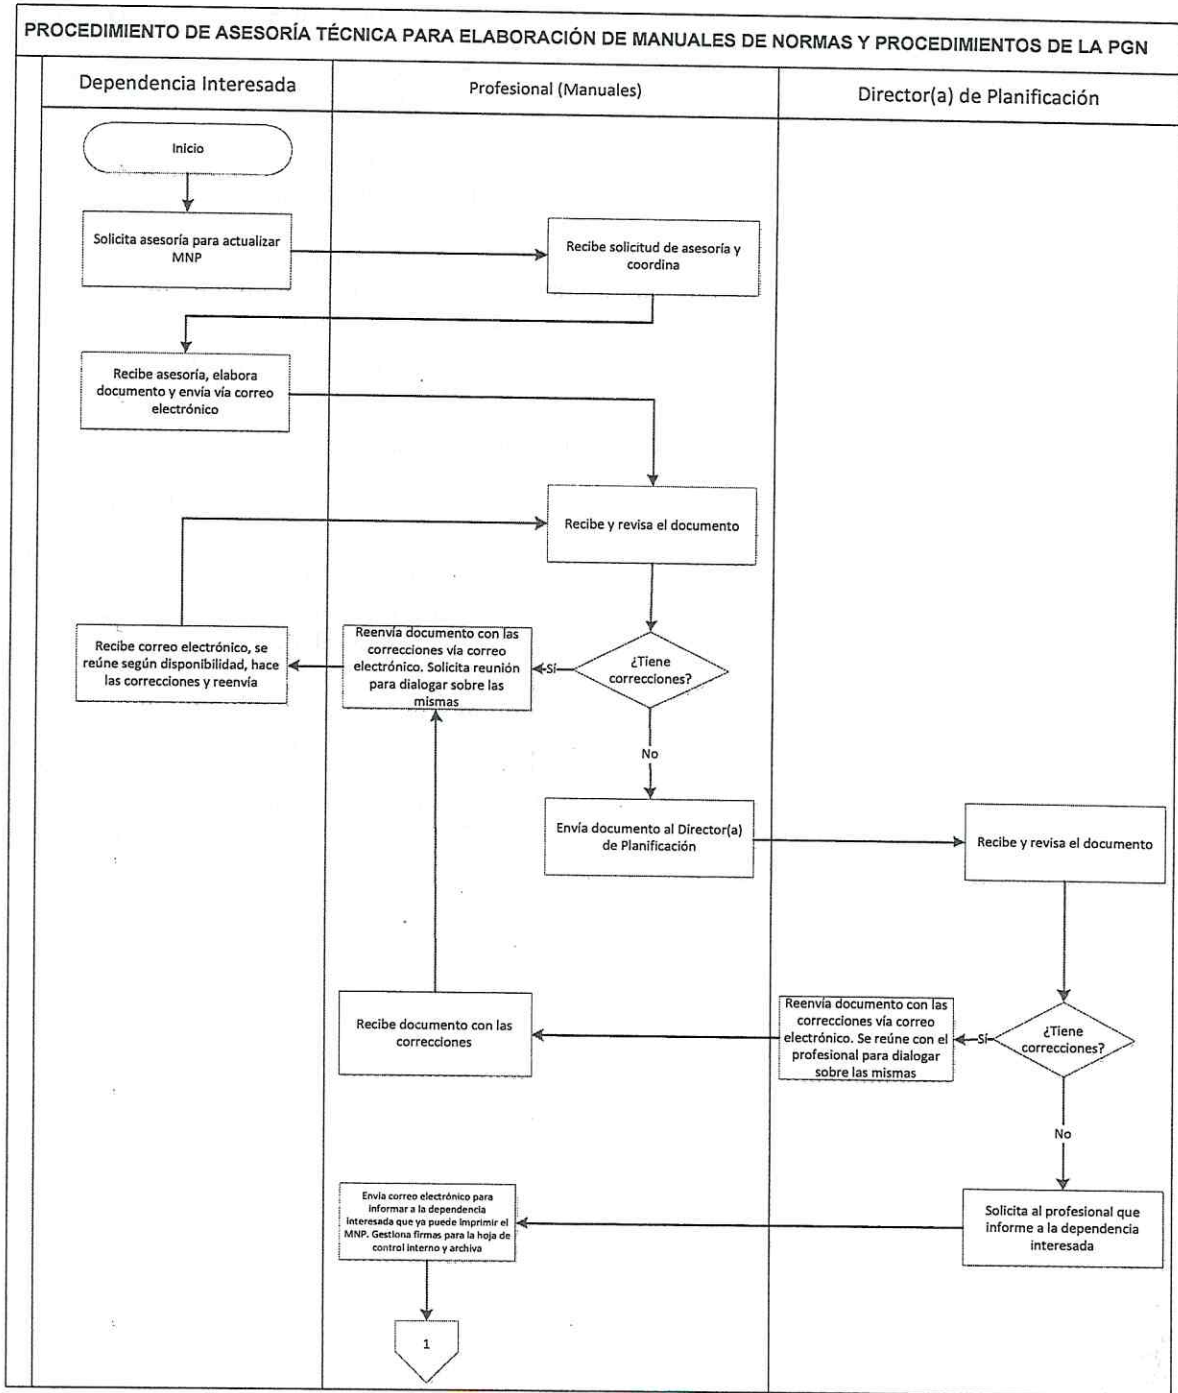 PROCEDIMIENTO DE ASESORÍA TÉCNICA PARA ELABORACIÓN DE MANUALES DE NORMAS Y PROCEDIMIENTOS DE LA PGN
Dependencia Interesada
Profesional (Manuales)
Director(a) de Planificación
Inicio
Solicita asesoría para actualizar
MNP
Recibe solicitud de asesoría y
coordina
Recibe asesoría, elabora
documento y envía vía correo
electrónico
Recibe y revisa el documento
Recibe correo electrónico, se
reúne según disponibilidad, hace
las correcciones y reenvía
Reenvía documento con las
correcciones vía correo
electrónico. Solicita reunión
para dialogar sobre las
mismas
Sí
¿Tiene
correcciones?
No
Envía documento al Director(a)
de Planificación
Recibe y revisa el documento
Recibe documento con las
correcciones
Reenvía documento con las
correcciones vía correo
electrónico. Se reúne con el
profesional para dialogar
sobre las mismas
Sí
¿Tiene
correcciones?
No
Envía correo electrónico para
informar a la dependencia
interesada que ya puede imprimir el
MNP. Gestiona firmas para la hoja de
control interno y archiva
Solicita al profesional que
informe a la dependencia
interesada
1